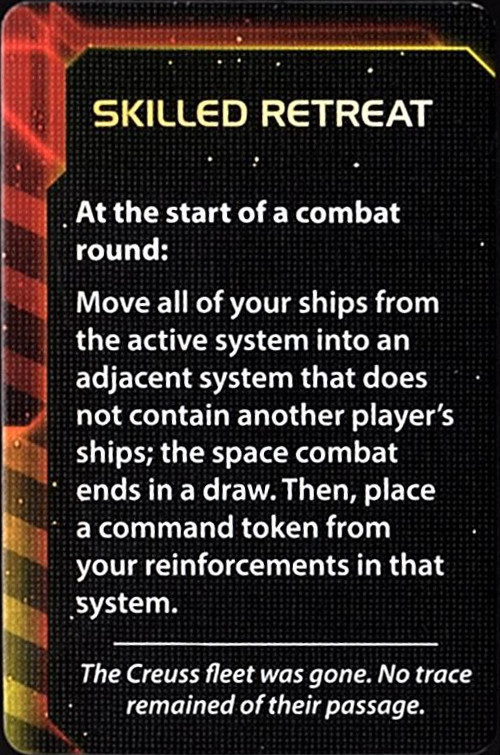 SKILLED RETREAT
At the start of a combat
round:
Move all of your ships from
the active system into an
adjacent system that does
not contain another player's
ships; the space combat
ends in a draw. Then, place
a command token from
your reinforcements in that
system.
The Creuss fleet was gone. No trace
remained of their passage.